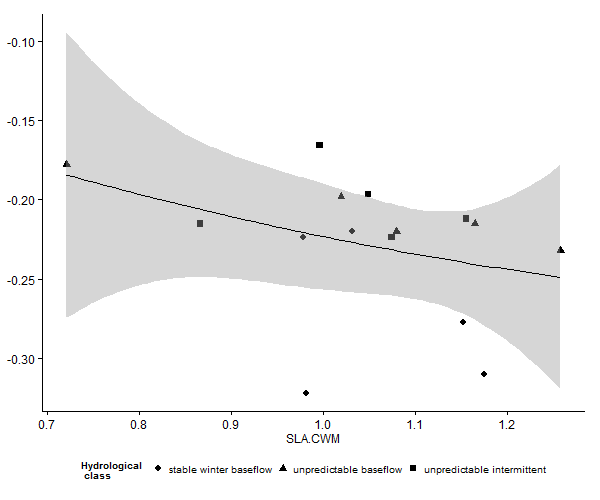 -0.10
-0.15
-0.20
-0.25
-0.30
0.7 0.8 0.9 1.0 1.1 1.2
SLA.CWM
Hydrological
class
stable winter baseflow unpredictable baseflow unpredictable intermittent